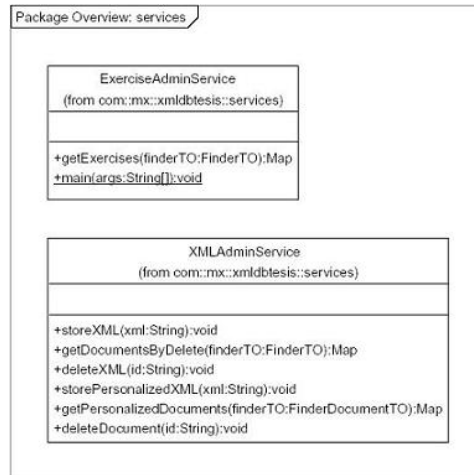 Package Overview: services
ExerciseAdminService
(from com::mx::xmldbtesis::services)
+getExercises(finderTO:FinderTO):Map
+main(args:String[]):void
XMLAdminService
(from com::mx::xmldbtesis::services)
+storeXML(xml:String):void
+getDocumentsByDelete(finderTO:FinderTO):Map
+deleteXML(id:String):void
+storePersonalizedXML(xml:String):void
+getPersonalizedDocuments(finderTO:FinderDocumentTO):Map
+deleteDocument(id:String):void